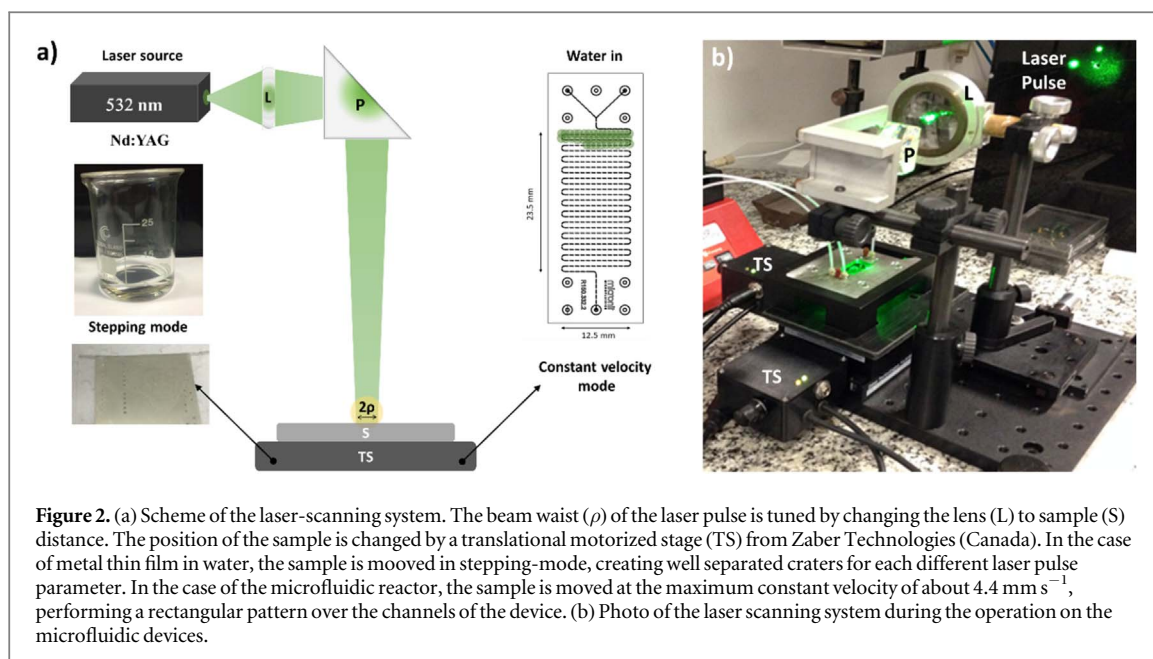 a)
Laser source
532 nm
Nd:YAG
L
P
25
Stepping mode
2ρ
S
TS
Water in
23.5 mm
R150.332.2
micronit
12.5 mm
Constant velocity
mode
b)
Laser
Pulse
L
P
TS
TS
Figure 2. (a) Scheme of the laser-scanning system. The beam waist (ρ) of the laser pulse is tuned by changing the lens (L) to sample (S)
distance. The position of the sample is changed by a translational motorized stage (TS) from Zaber Technologies (Canada). In the case
of metal thin film in water, the sample is mooved in stepping-mode, creating well separated craters for each different laser pulse
parameter. In the case of the microfluidic reactor, the sample is moved at the maximum constant velocity of about 4.4 mm s⁻¹,
performing a rectangular pattern over the channels of the device. (b) Photo of the laser scanning system during the operation on the
microfluidic devices.